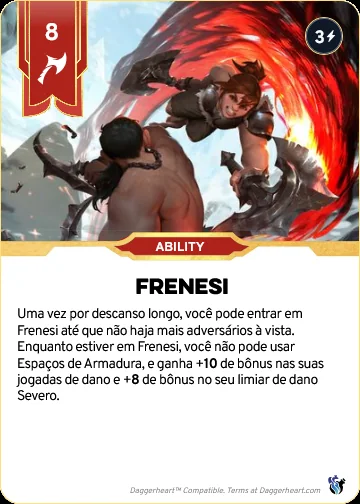 8
3
ABILITY
FRENESI
Uma vez por descanso longo, você pode entrar em
Frenesi até que não haja mais adversários à vista.
Enquanto estiver em Frenesi, você não pode usar
Espaços de Armadura, e ganha +10 de bônus nas suas
jogadas de dano e +8 de bônus no seu limiar de dano
Severo.
Daggerheart™ Compatible. Terms at Daggerheart.com